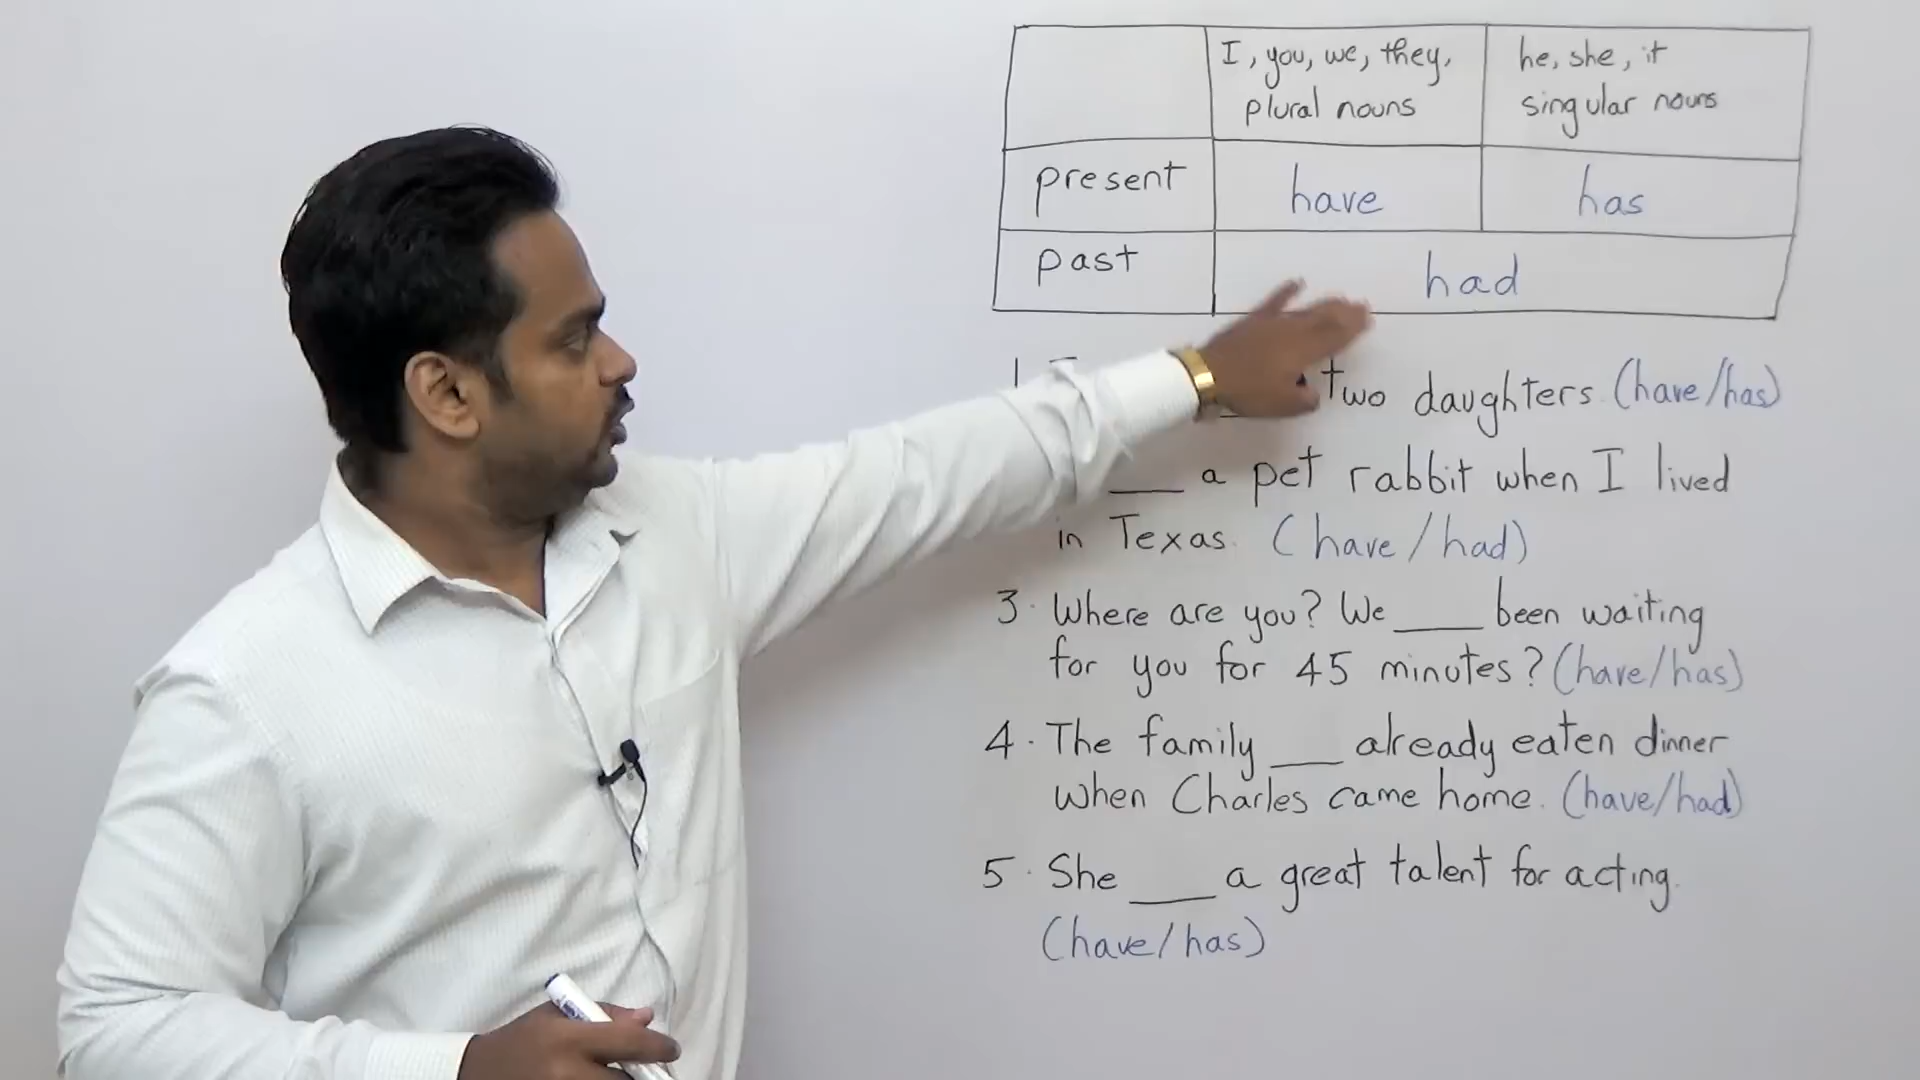 I, you, we, they,
plural nouns
he, she, it
singular nouns
present
have
has
past
had
1
two daughters. (have/has)
___ a pet rabbit when I lived
in Texas. (have/had)
3. Where are you? We ___ been waiting
for you for 45 minutes? (have/has)
4. The family ___ already eaten dinner
when Charles came home. (have/had)
5. She ___ a great talent for acting.
(have/has)